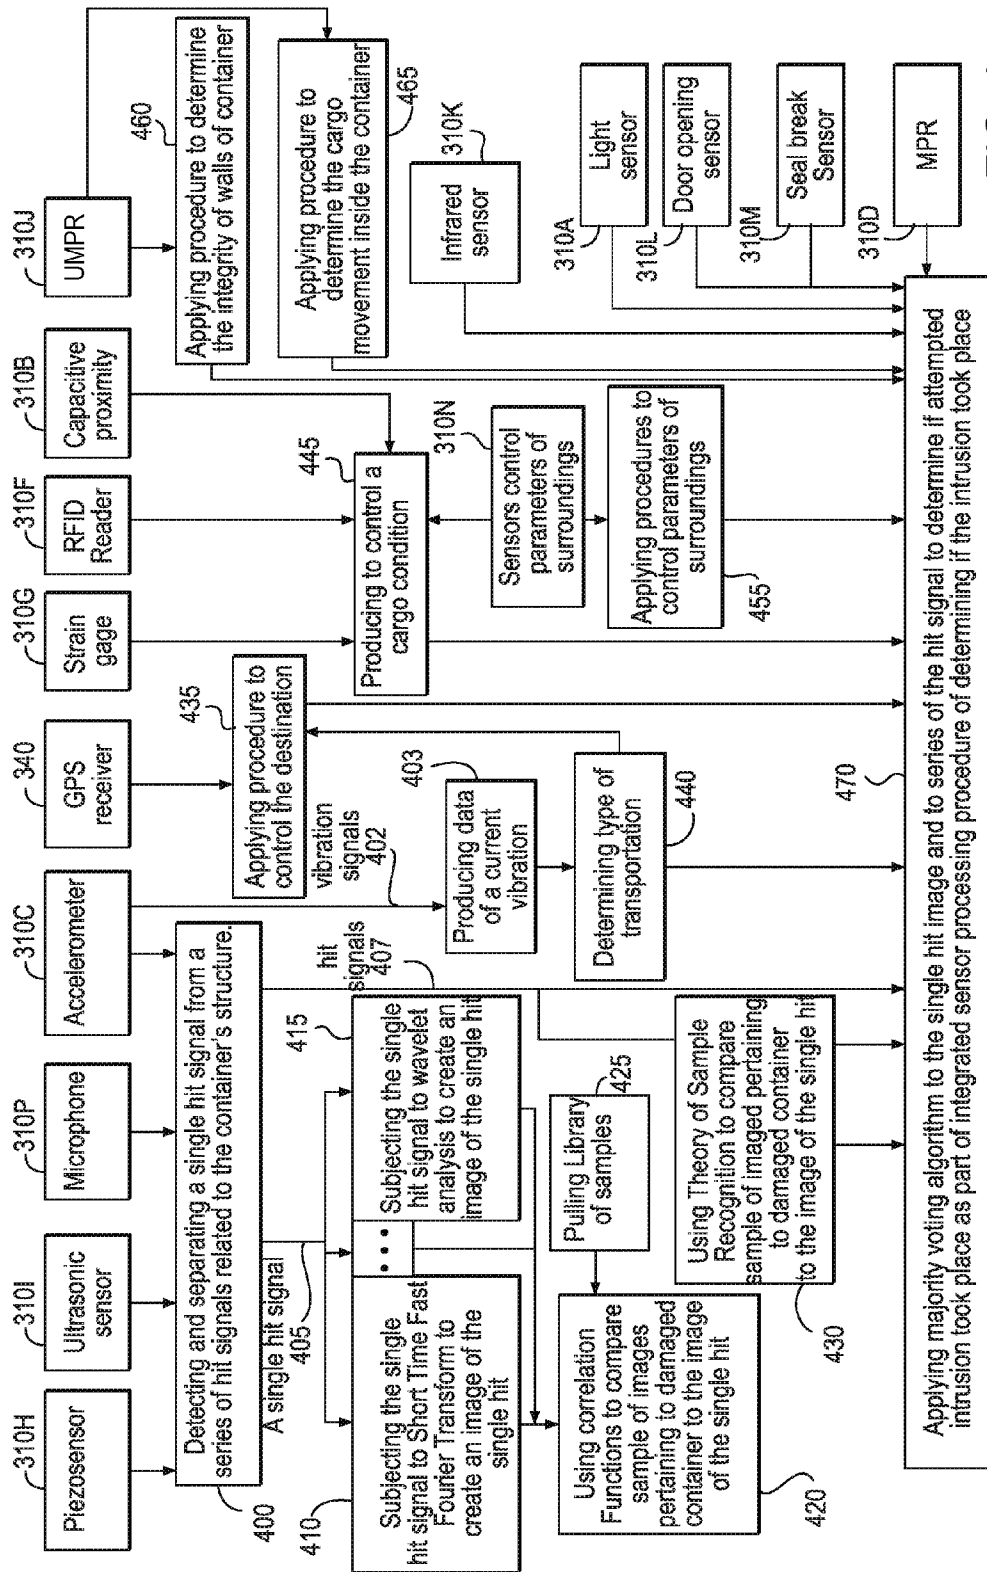 310H
Piezosensor
310I
Ultrasonic
sensor
310P
Microphone
310C
Accelerometer
340
GPS
receiver
310G
Strain
gage
310F
RFID
Reader
310B
Capacitive
proximity
310J
UMPR
Detecting and separating a single hit signal from a
series of hit signals related to the container's structure.
400
A single hit signal
405
hit
signals
407
vibration
signals
402
Applying procedure to
control the destination
435
Applying procedure to determine
the integrity of walls of container
460
Applying procedure to
determine the cargo
movement inside the container
465
Subjecting the single
hit signal to Short Time Fast
Fourier Transform to
create an image of the
single hit
410
Subjecting the single
hit signal to wavelet
analysis to create an
image of the single hit
415
Producing data
of a current
vibration
403
Producing to control a
cargo condition
445
Infrared
sensor
310K
Sensors control
parameters of
surroundings
310N
Pulling Library
of samples
425
Determining type of
transportation
440
Applying procedures to
control parameters of
surroundings
455
Light
sensor
310A
Door opening
sensor
310L
Seal break
Sensor
310M
MPR
310D
Using correlation
Functions to compare
sample of images
pertaining to damaged
container to the image
of the single hit
420
Using Theory of Sample
Recognition to compare
sample of imaged pertaining
to damaged container
to the image of the single hit
430
470
Applying majority voting algorithm to the single hit image and to series of the hit signal to determine if attempted
intrusion took place as part of integrated sensor processing procedure of determining if the intrusion took place